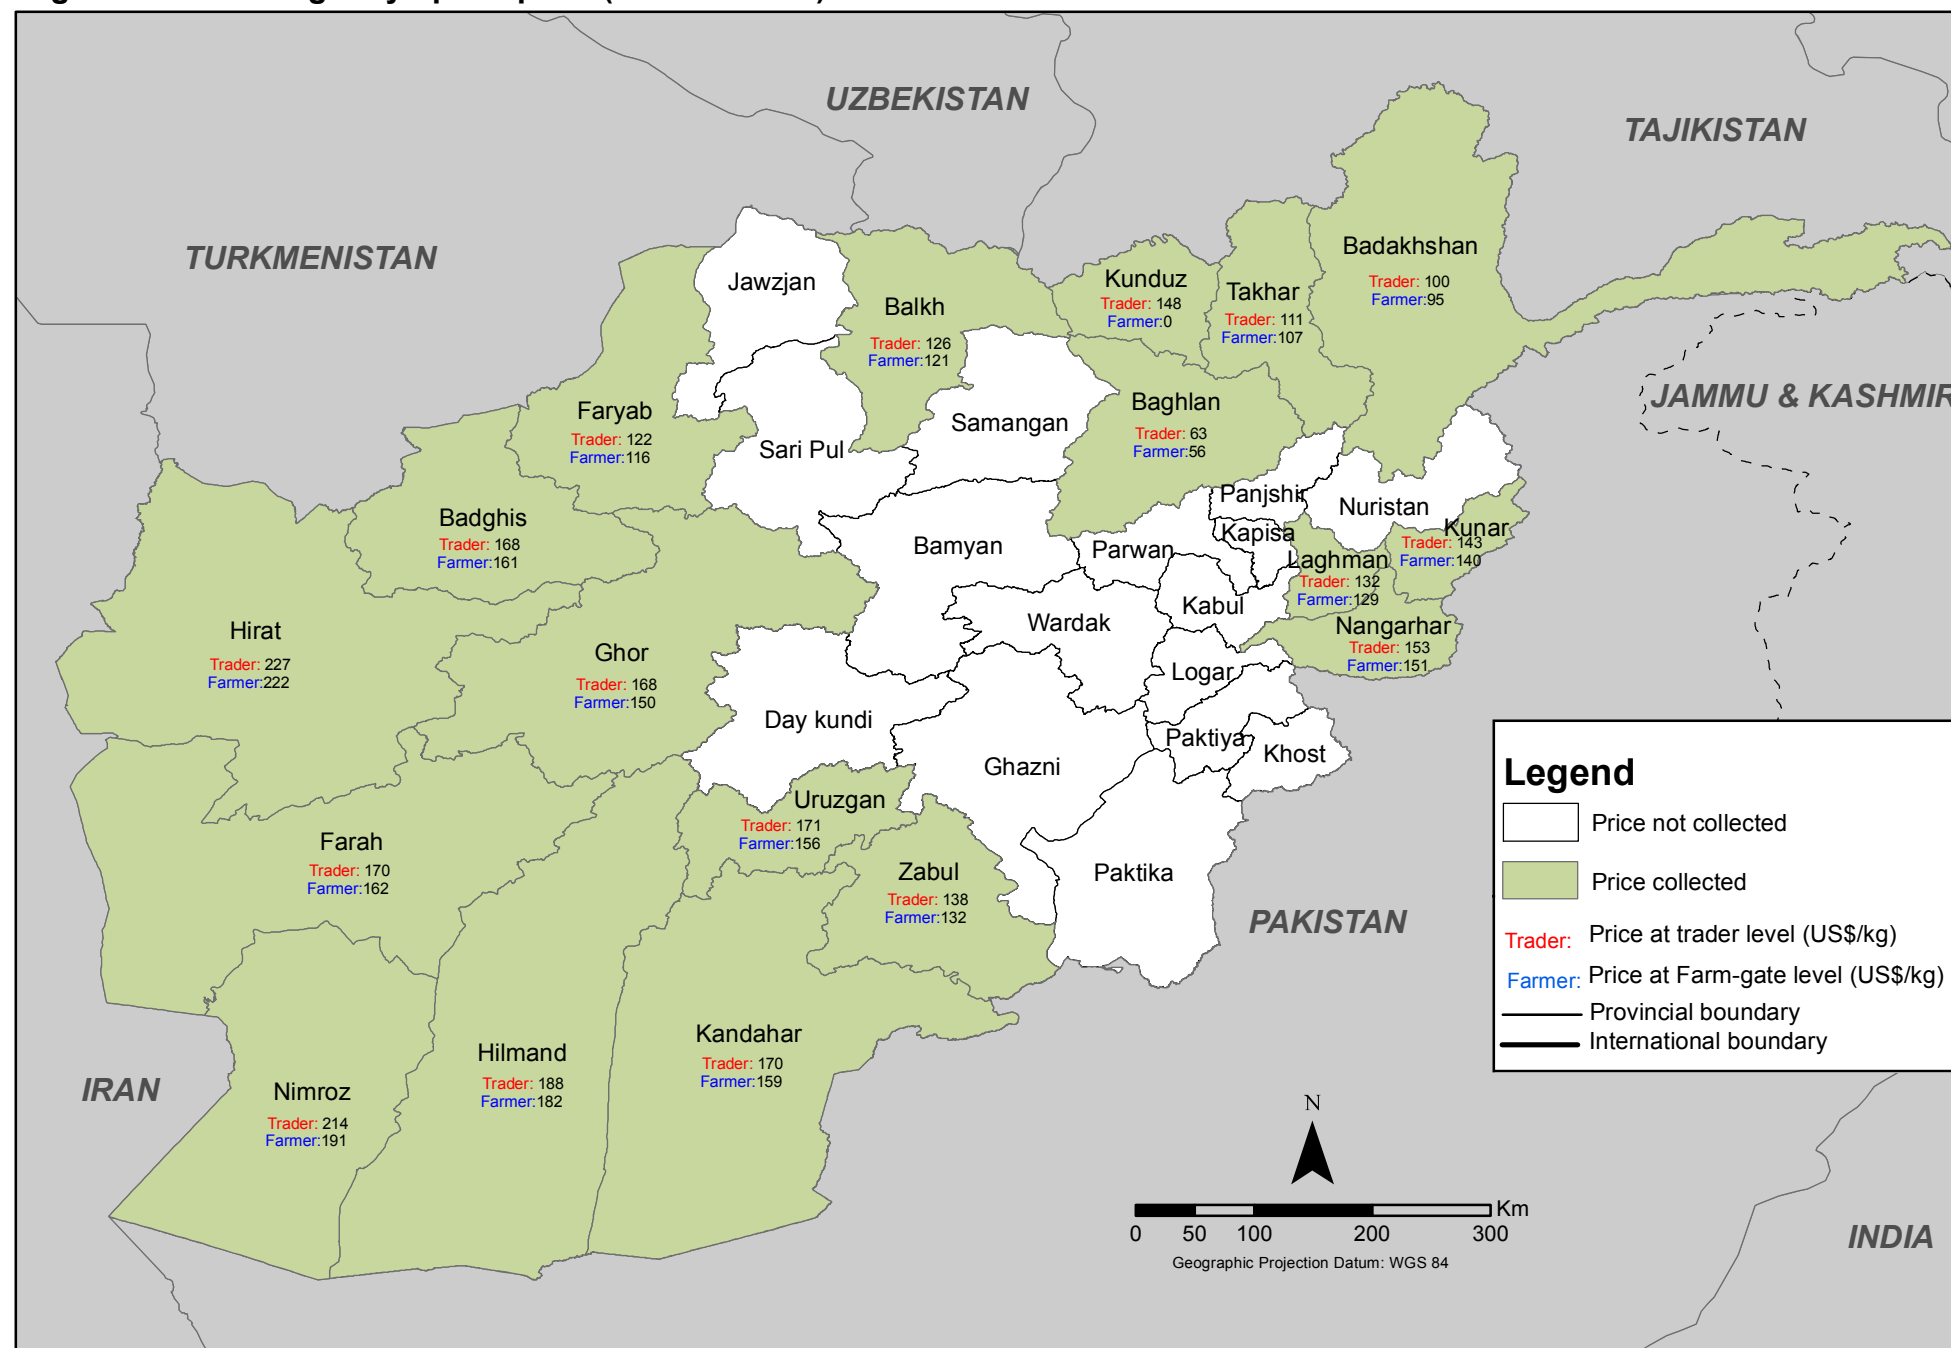 UZBEKISTAN
TAJIKISTAN
TURKMENISTAN
JAMMU & KASHMIR
PAKISTAN
IRAN
INDIA
Jawzjan
Balkh
Trader: 126
Farmer:121
Kunduz
Trader: 148
Farmer:0
Takhar
Trader: 111
Farmer:107
Badakhshan
Trader: 100
Farmer:95
Faryab
Trader: 122
Farmer:116
Sari Pul
Samangan
Baghlan
Trader: 63
Farmer:56
Badghis
Trader: 168
Farmer:161
Bamyan
Parwan
Panjshir
Kapisa
Nuristan
Kunar
Trader: 143
Farmer:140
Laghman
Trader: 132
Farmer:129
Kabul
Nangarhar
Trader: 153
Farmer:151
Hirat
Trader: 227
Farmer:222
Ghor
Trader: 168
Farmer:150
Wardak
Logar
Day kundi
Ghazni
Paktiya
Khost
Uruzgan
Trader: 171
Farmer:156
Farah
Trader: 170
Farmer:162
Zabul
Trader: 138
Farmer:132
Paktika
Kandahar
Trader: 170
Farmer:159
Hilmand
Trader: 188
Farmer:182
Nimroz
Trader: 214
Farmer:191
Legend
Price not collected
Price collected
Trader: Price at trader level (US$/kg)
Farmer: Price at Farm-gate level (US$/kg)
Provincial boundary
International boundary
N
Km
0 50 100 200 300
Geographic Projection Datum: WGS 84